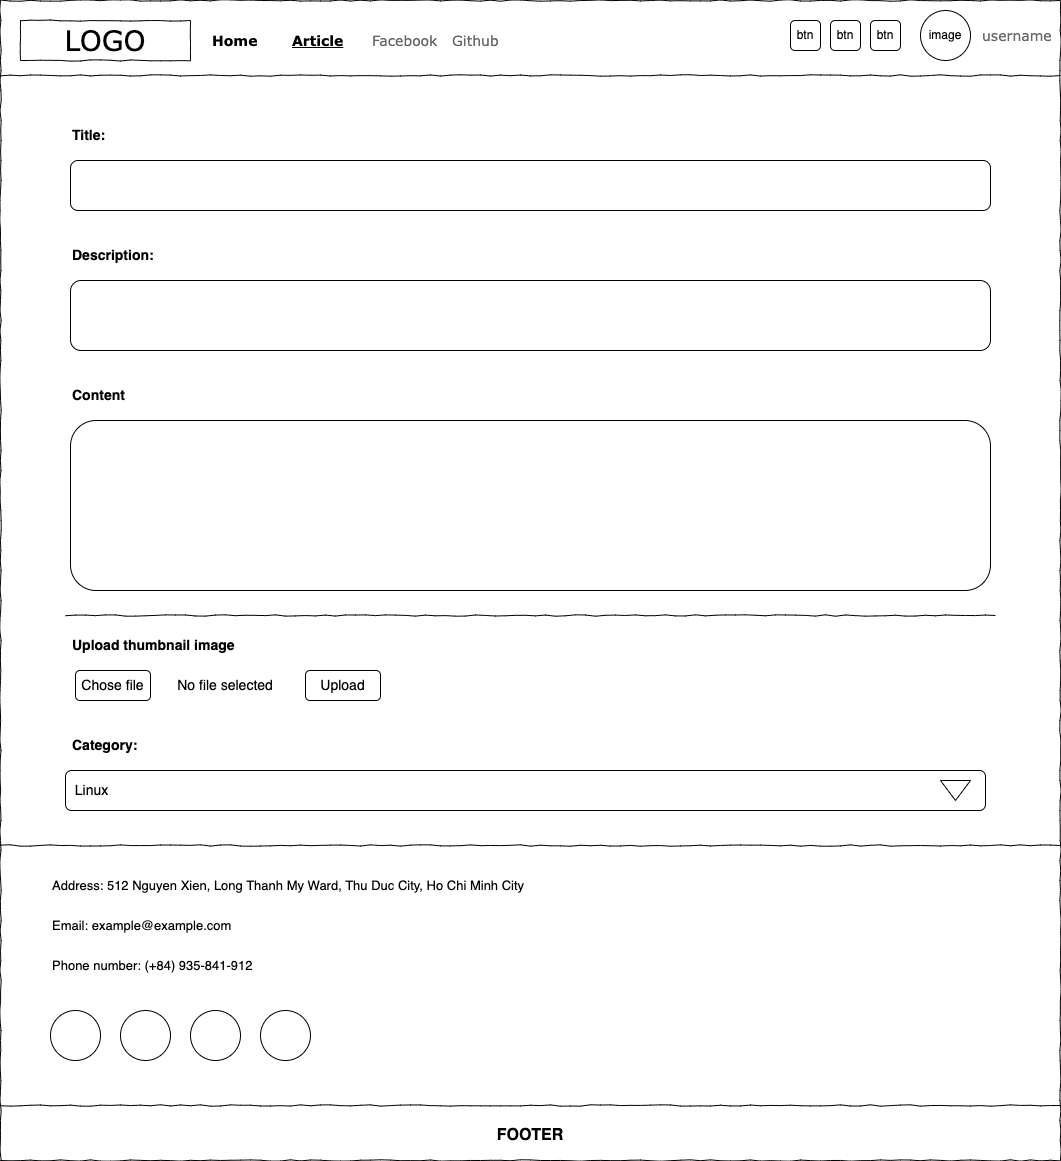 LOGO Home Article Facebook Github btn btn btn image username
Title:
Description:
Content
Upload thumbnail image
Chose file No file selected Upload
Category:
Linux
Address: 512 Nguyen Xien, Long Thanh My Ward, Thu Duc City, Ho Chi Minh City
Email: example@example.com
Phone number: (+84) 935-841-912
FOOTER